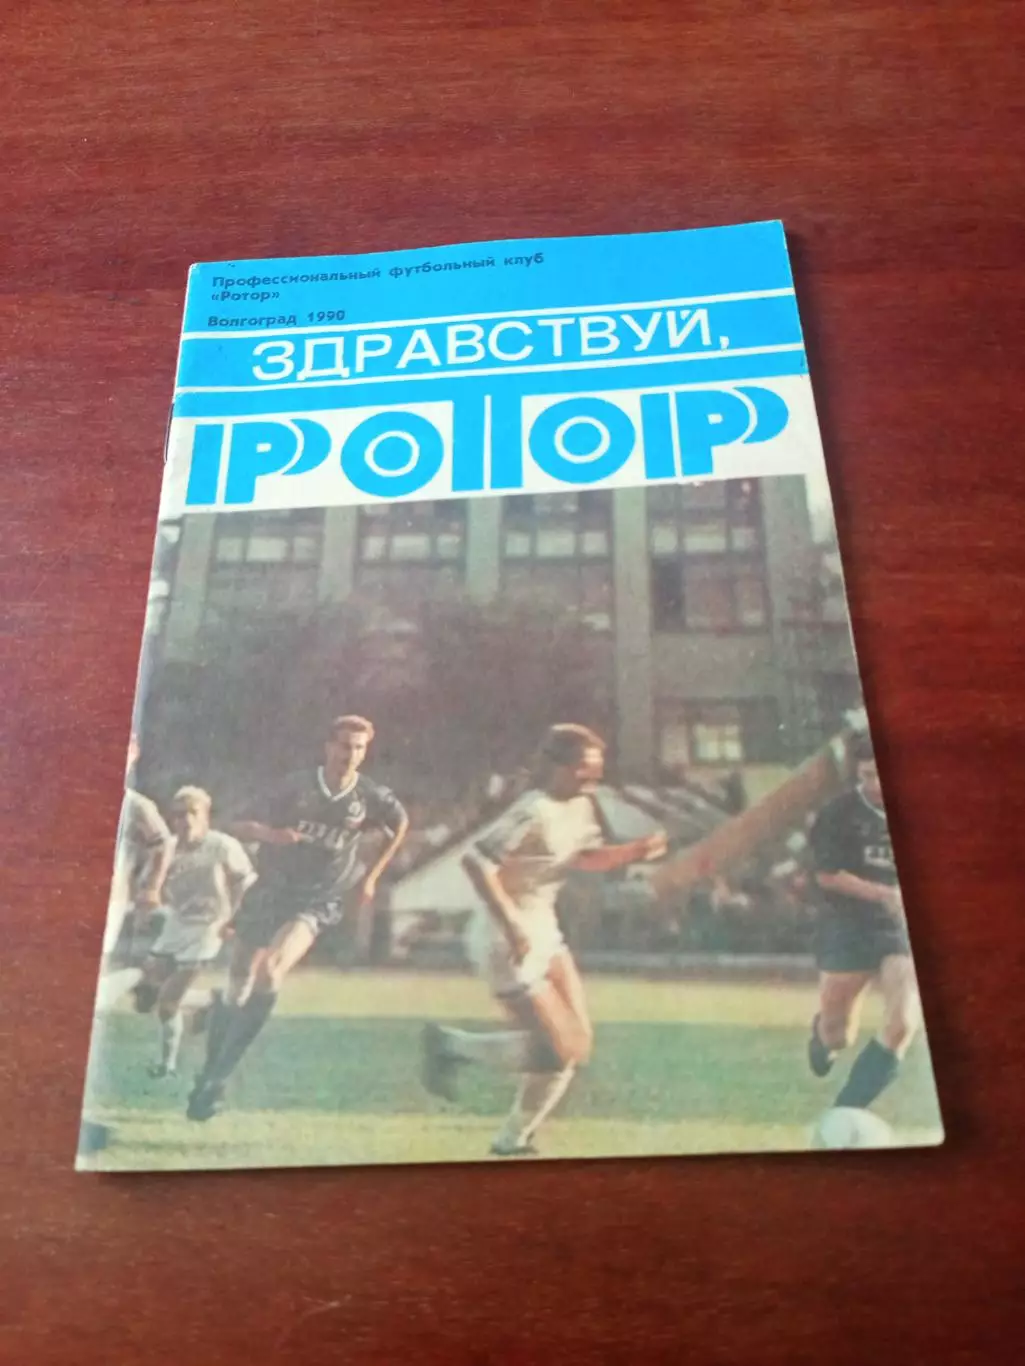 Профессиональный футбольный клуб
«Ротор»
Волгоград 1990
ЗДРАВСТВУЙ,
РОТОР